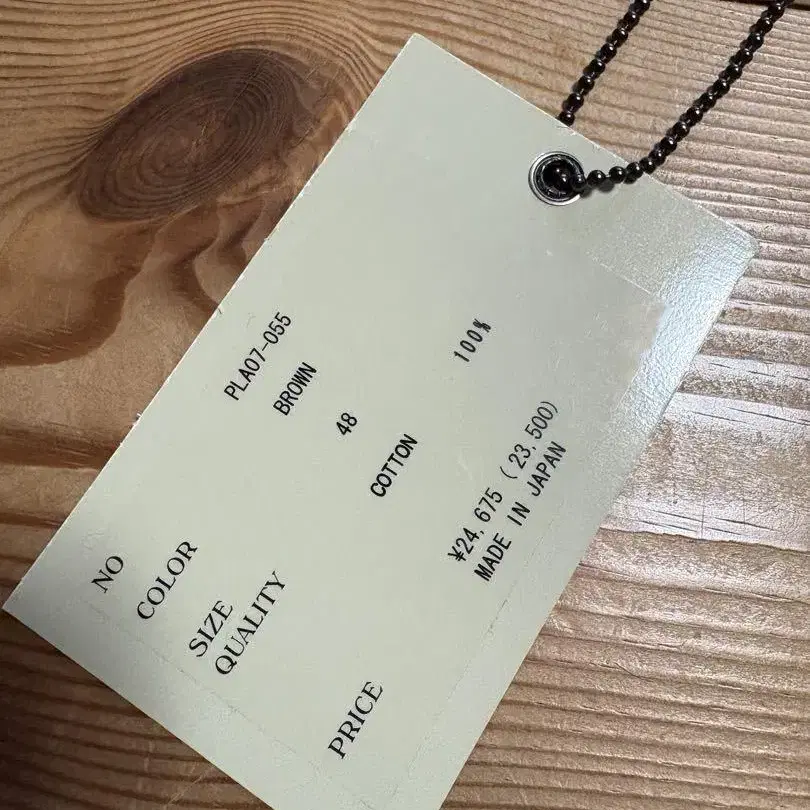 NO PLA07-055
COLOR BROWN
SIZE 48
QUALITY COTTON 100%
PRICE ¥24,675 (23,500)
MADE IN JAPAN